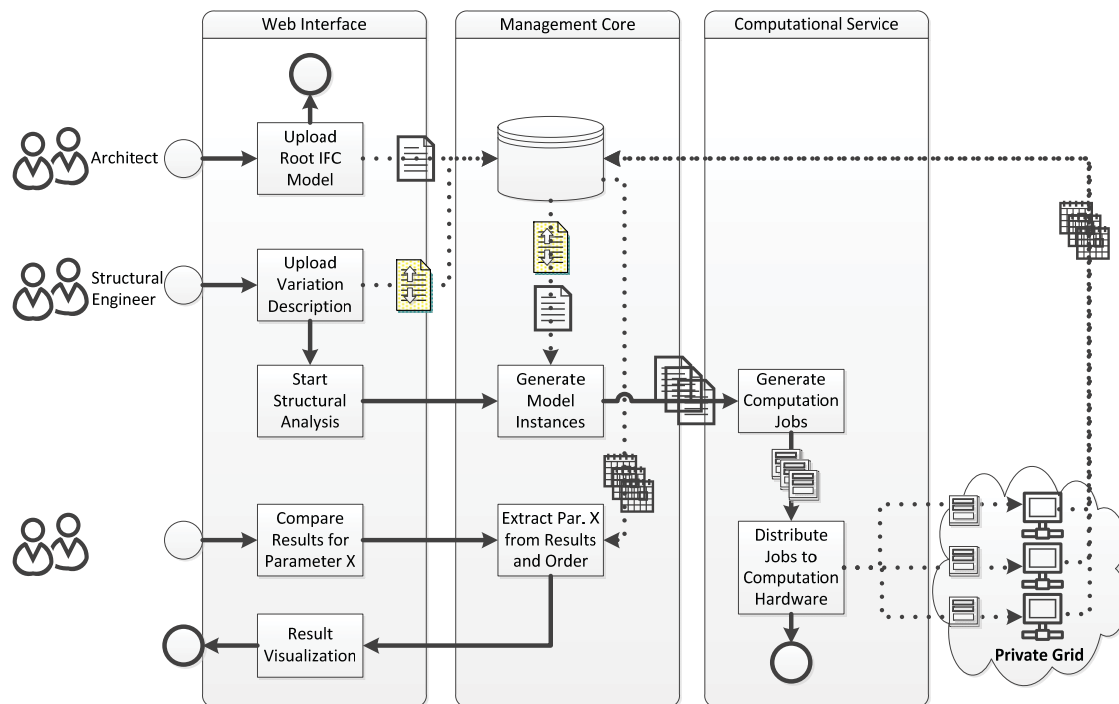 Web Interface
Management Core
Computational Service
Architect
Upload
Root IFC
Model
Structural
Engineer
Upload
Variation
Description
Start
Structural
Analysis
Generate
Model
Instances
Generate
Computation
Jobs
Compare
Results for
Parameter X
Extract Par. X
from Results
and Order
Distribute
Jobs to
Computation
Hardware
Result
Visualization
Private Grid